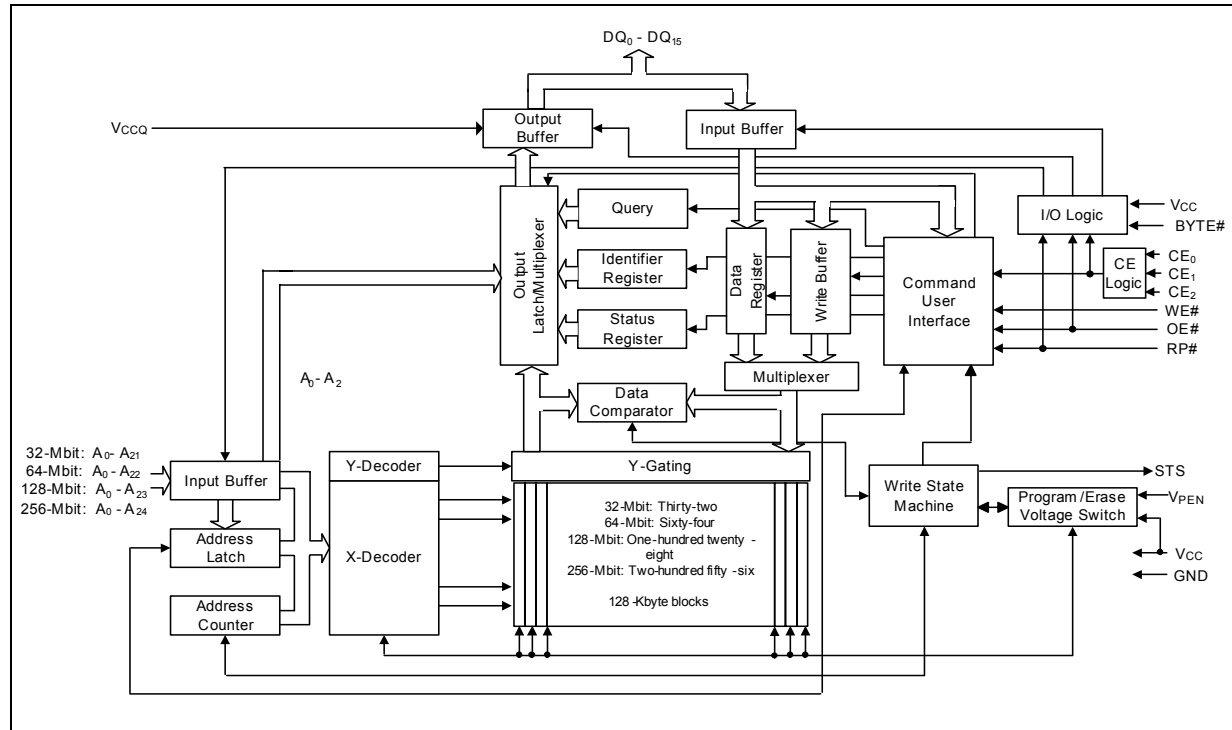 DQ0 - DQ15
VCCQ
Output
Buffer
Input Buffer
Output
Latch/Multiplexer
Query
Identifier
Register
Status
Register
Data
Register
Write Buffer
Command
User
Interface
I/O Logic
VCC
BYTE#
CE
Logic
CE0
CE1
CE2
WE#
OE#
RP#
Multiplexer
Data
Comparator
A0 - A2
32-Mbit: A0 - A21
64-Mbit: A0 - A22
128-Mbit: A0 - A23
256-Mbit: A0 - A24
Input Buffer
Address
Latch
Address
Counter
Y-Decoder
X-Decoder
Y-Gating
32-Mbit: Thirty-two
64-Mbit: Sixty-four
128-Mbit: One-hundred twenty -
eight
256-Mbit: Two-hundred fifty -six
128 -Kbyte blocks
Write State
Machine
STS
Program /Erase
Voltage Switch
VPEN
VCC
GND